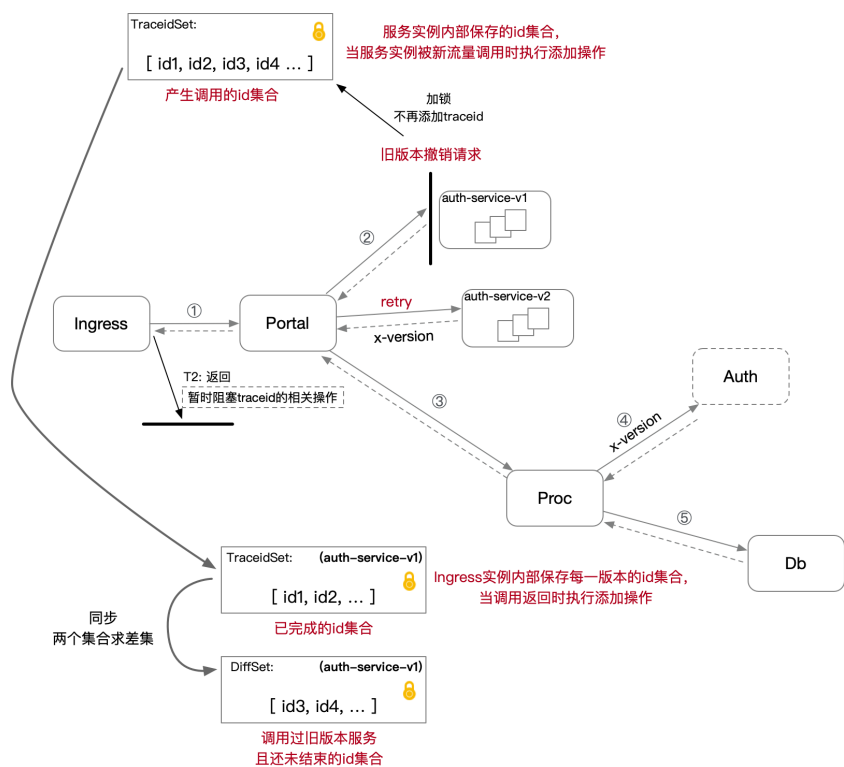 TraceidSet:
[ id1, id2, id3, id4 ... ]
产生调用的id集合
服务实例内部保存的id集合，
当服务实例被新流量调用时执行添加操作
加锁
不再添加traceid
旧版本撤销请求
auth-service-v1
②
auth-service-v2
retry
x-version
Ingress
①
Portal
T2: 返回
暂时阻塞traceid的相关操作
③
Auth
④
x-version
Proc
⑤
Db
TraceidSet:
(auth-service-v1)
[ id1, id2, ... ]
已完成的id集合
Ingress实例内部保存每一版本的id集合，
当调用返回时执行添加操作
同步
两个集合求差集
DiffSet:
(auth-service-v1)
[ id3, id4, ... ]
调用过旧版本服务
且还未结束的id集合